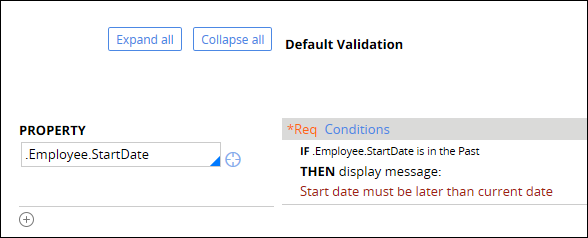 Expand all Collapse all Default Validation
PROPERTY
*Req Conditions
.Employee.StartDate
IF .Employee.StartDate is in the Past
THEN display message:
Start date must be later than current date